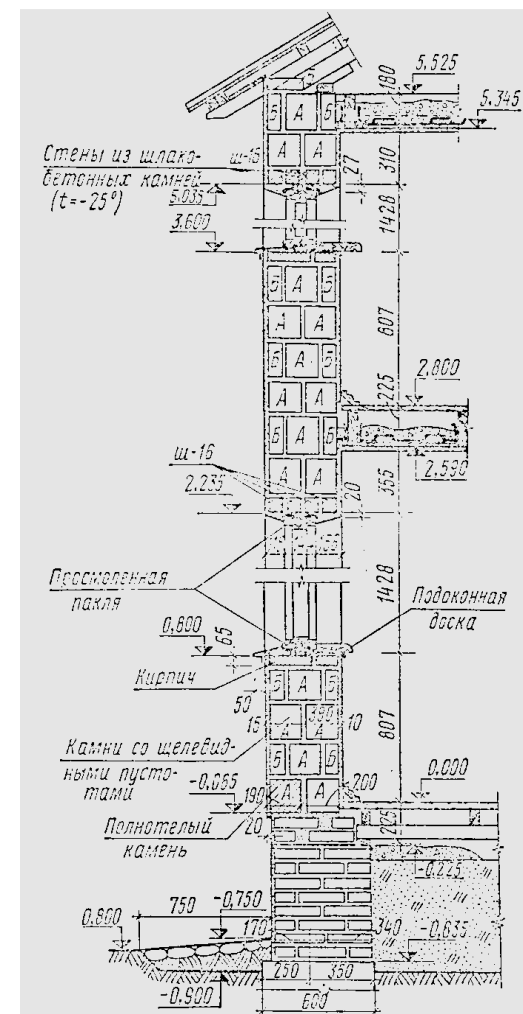 5.525
180
5.345
Б А Б
А А
Стены из шлако-
бетонных камней
(t=-25°)
ш-16
27
310
5.035
3.600
1428
Б А Б
А А
Б А Б
А А
Б А Б
А А
607
225
2.800
ш-16
2.590
2.235
20
355
Просмоленная
пакля
1428
Подоконная
доска
0,800
65
Кирпич
50
Б А Б
15
390
А А
10
807
Камни со щелевид-
ными пусто-
тами
Б А Б
А А
-0,065
190
200
0.000
Полнотелый
камень
20
205
-0.225
750
-0,750
0.800
170
340
-0,635
250
350
-0.900
600